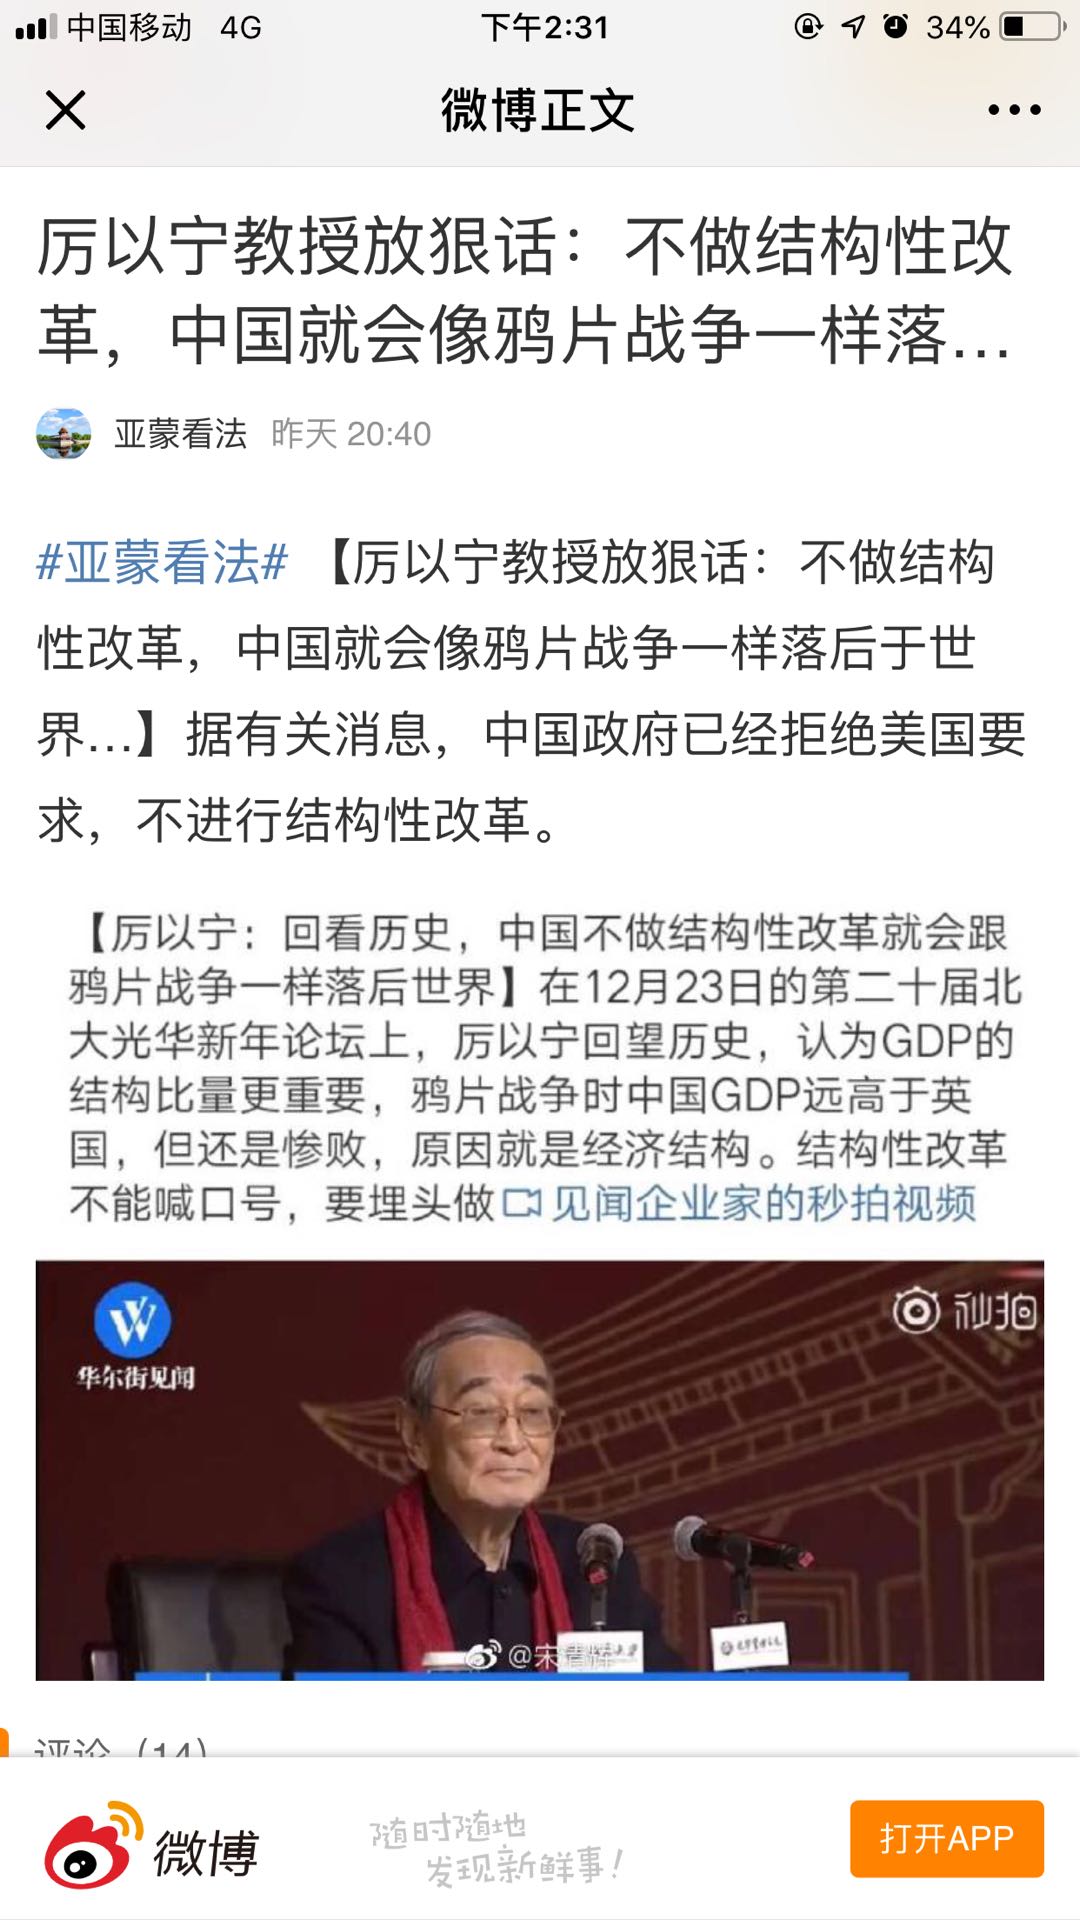 中国移动 4G 下午2:31 34%
微博正文
厉以宁教授放狠话：不做结构性改
革，中国就会像鸦片战争一样落…
亚蒙看法 昨天 20:40
#亚蒙看法#【厉以宁教授放狠话：不做结构
性改革，中国就会像鸦片战争一样落后于世
界...】据有关消息，中国政府已经拒绝美国要
求，不进行结构性改革。
【厉以宁：回看历史，中国不做结构性改革就会跟
鸦片战争一样落后世界】在12月23日的第二十届北
大光华新年论坛上，厉以宁回望历史，认为GDP的
结构比量更重要，鸦片战争时中国GDP远高于英
国，但还是惨败，原因就是经济结构。结构性改革
不能喊口号，要埋头做 见闻企业家的秒拍视频
华尔街见闻
秒拍
@宋清辉
评论（14）
微博
随时随地
发现新鲜事！
打开APP